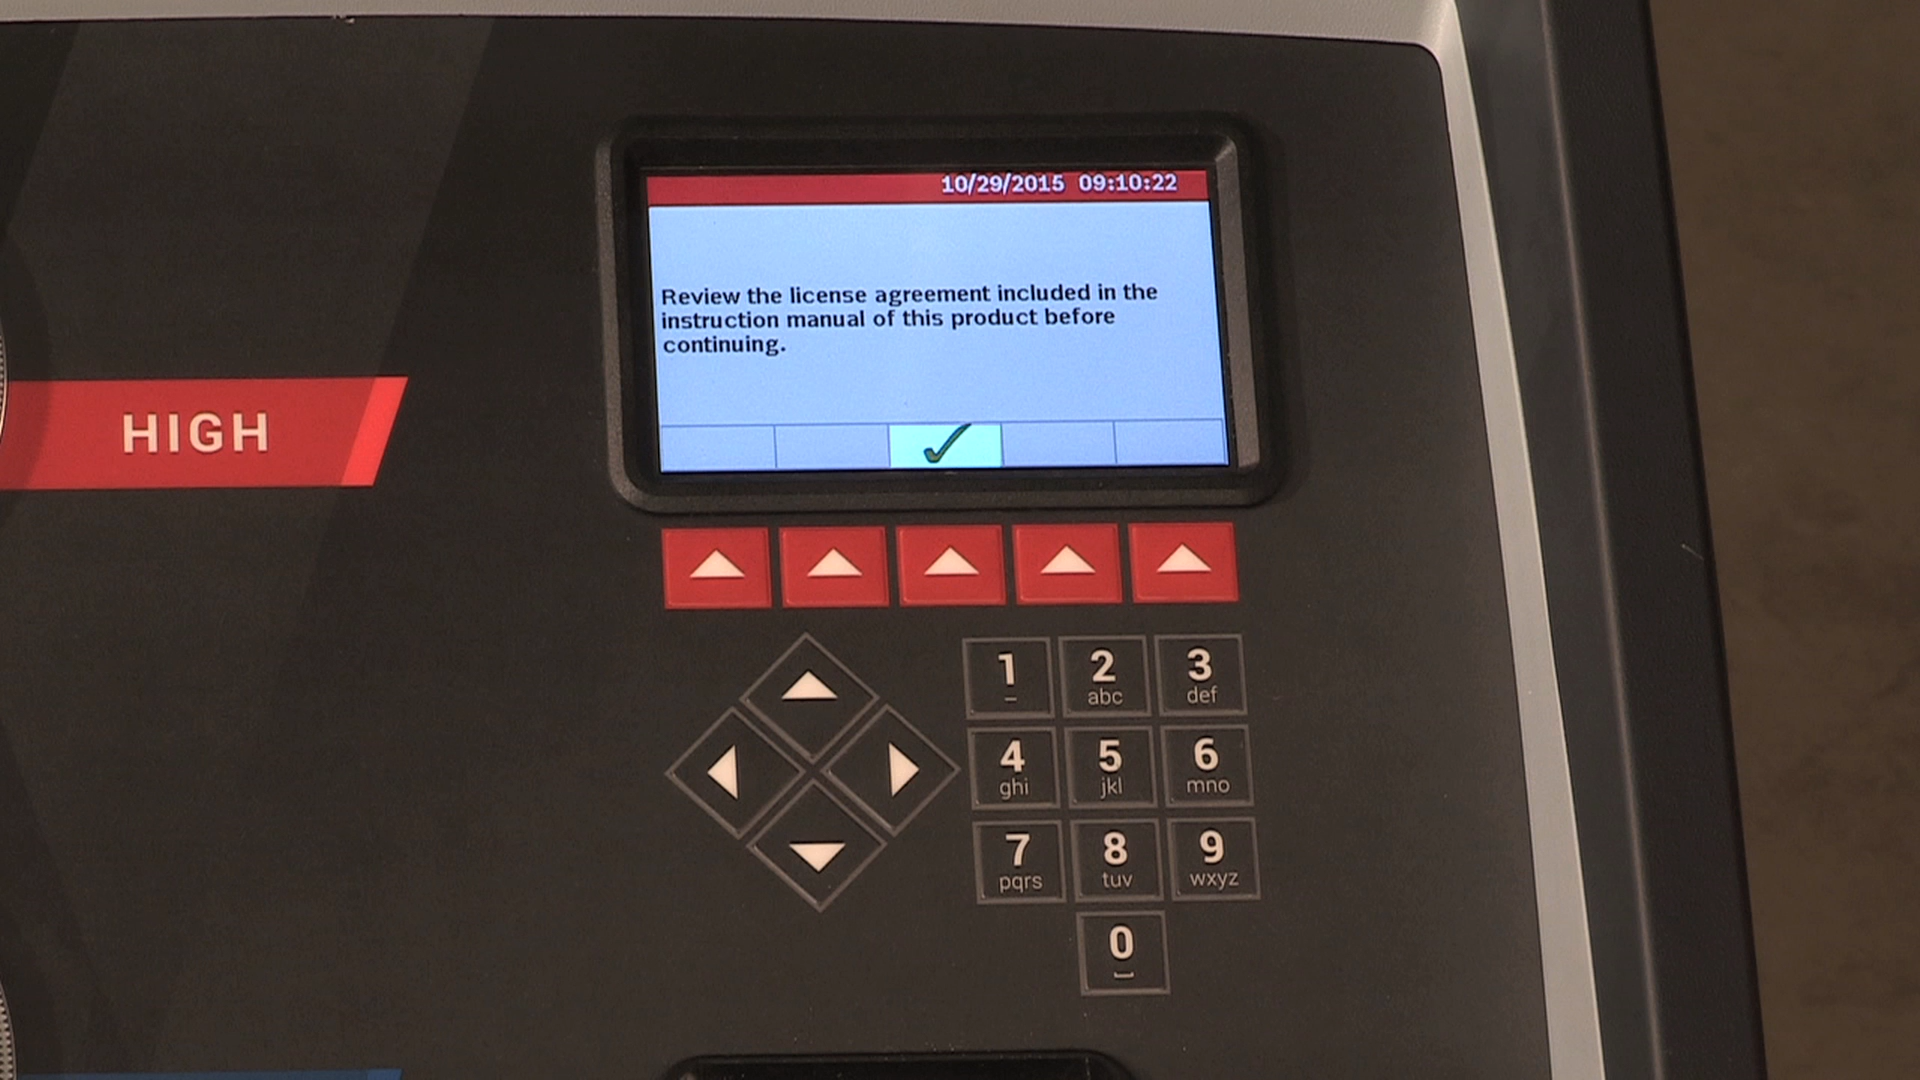 10/29/2015 09:10:22
Review the license agreement included in the
instruction manual of this product before
continuing.
HIGH
1 2 3
_ abc def
4 5 6
ghi jkl mno
7 8 9
pqrs tuv wxyz
0